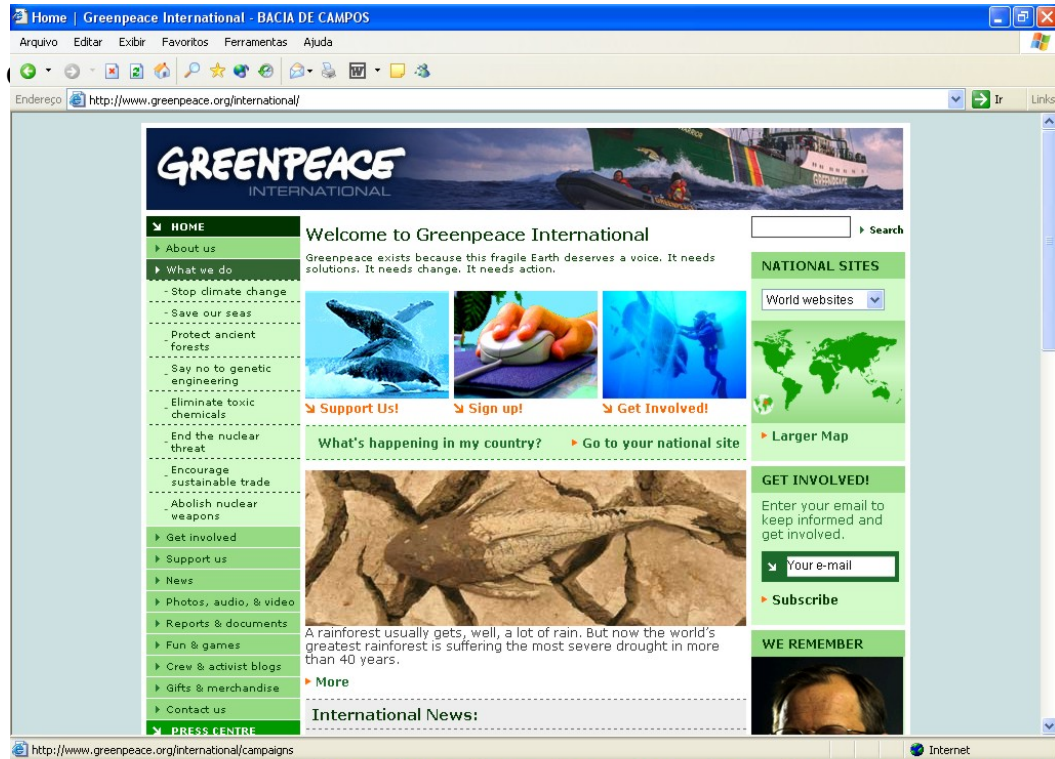 Home | Greenpeace International - BACIA DE CAMPOS
Arquivo Editar Exibir Favoritos Ferramentas Ajuda
Endereço http://www.greenpeace.org/international/ Ir Links
GREENPEACE
INTERNATIONAL
GREENPEACE
HOME
About us
What we do
- Stop climate change
- Save our seas
- Protect ancient
forests
- Say no to genetic
engineering
- Eliminate toxic
chemicals
- End the nuclear
threat
- Encourage
sustainable trade
- Abolish nuclear
weapons
Get involved
Support us
News
Photos, audio, & video
Reports & documents
Fun & games
Crew & activist blogs
Gifts & merchandise
Contact us
PRESS CENTRE
Welcome to Greenpeace International
Greenpeace exists because this fragile Earth deserves a voice. It needs
solutions. It needs change. It needs action.
Support Us! Sign up! Get Involved!
What's happening in my country? Go to your national site
A rainforest usually gets, well, a lot of rain. But now the world's
greatest rainforest is suffering the most severe drought in more
than 40 years.
More
International News:
Search
NATIONAL SITES
World websites
Larger Map
GET INVOLVED!
Enter your email to
keep informed and
get involved.
Your e-mail
Subscribe
WE REMEMBER
http://www.greenpeace.org/international/campaigns Internet